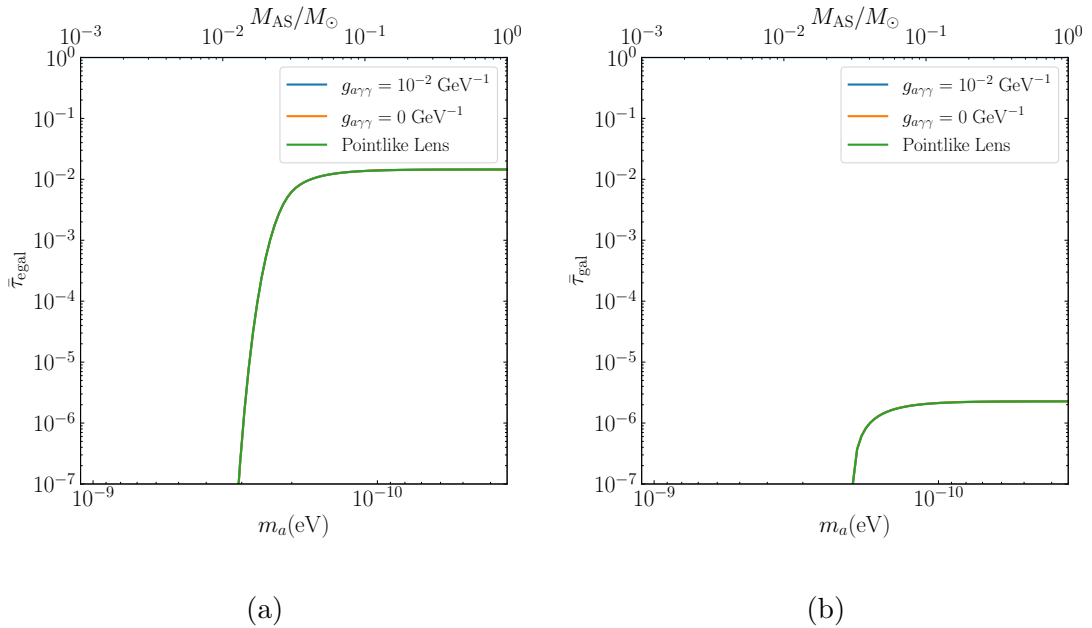 M_AS/M_⊙
10^−3 10^−2 10^−1 10^0
10^0
10^−1
10^−2
10^−3
10^−4
10^−5
10^−6
10^−7
τ̄_egal
g_aγγ = 10^−2 GeV^−1
g_aγγ = 0 GeV^−1
Pointlike Lens
10^−9 10^−10
m_a(eV)
(a)
M_AS/M_⊙
10^−3 10^−2 10^−1 10^0
10^0
10^−1
10^−2
10^−3
10^−4
10^−5
10^−6
10^−7
τ̄_gal
g_aγγ = 10^−2 GeV^−1
g_aγγ = 0 GeV^−1
Pointlike Lens
10^−9 10^−10
m_a(eV)
(b)